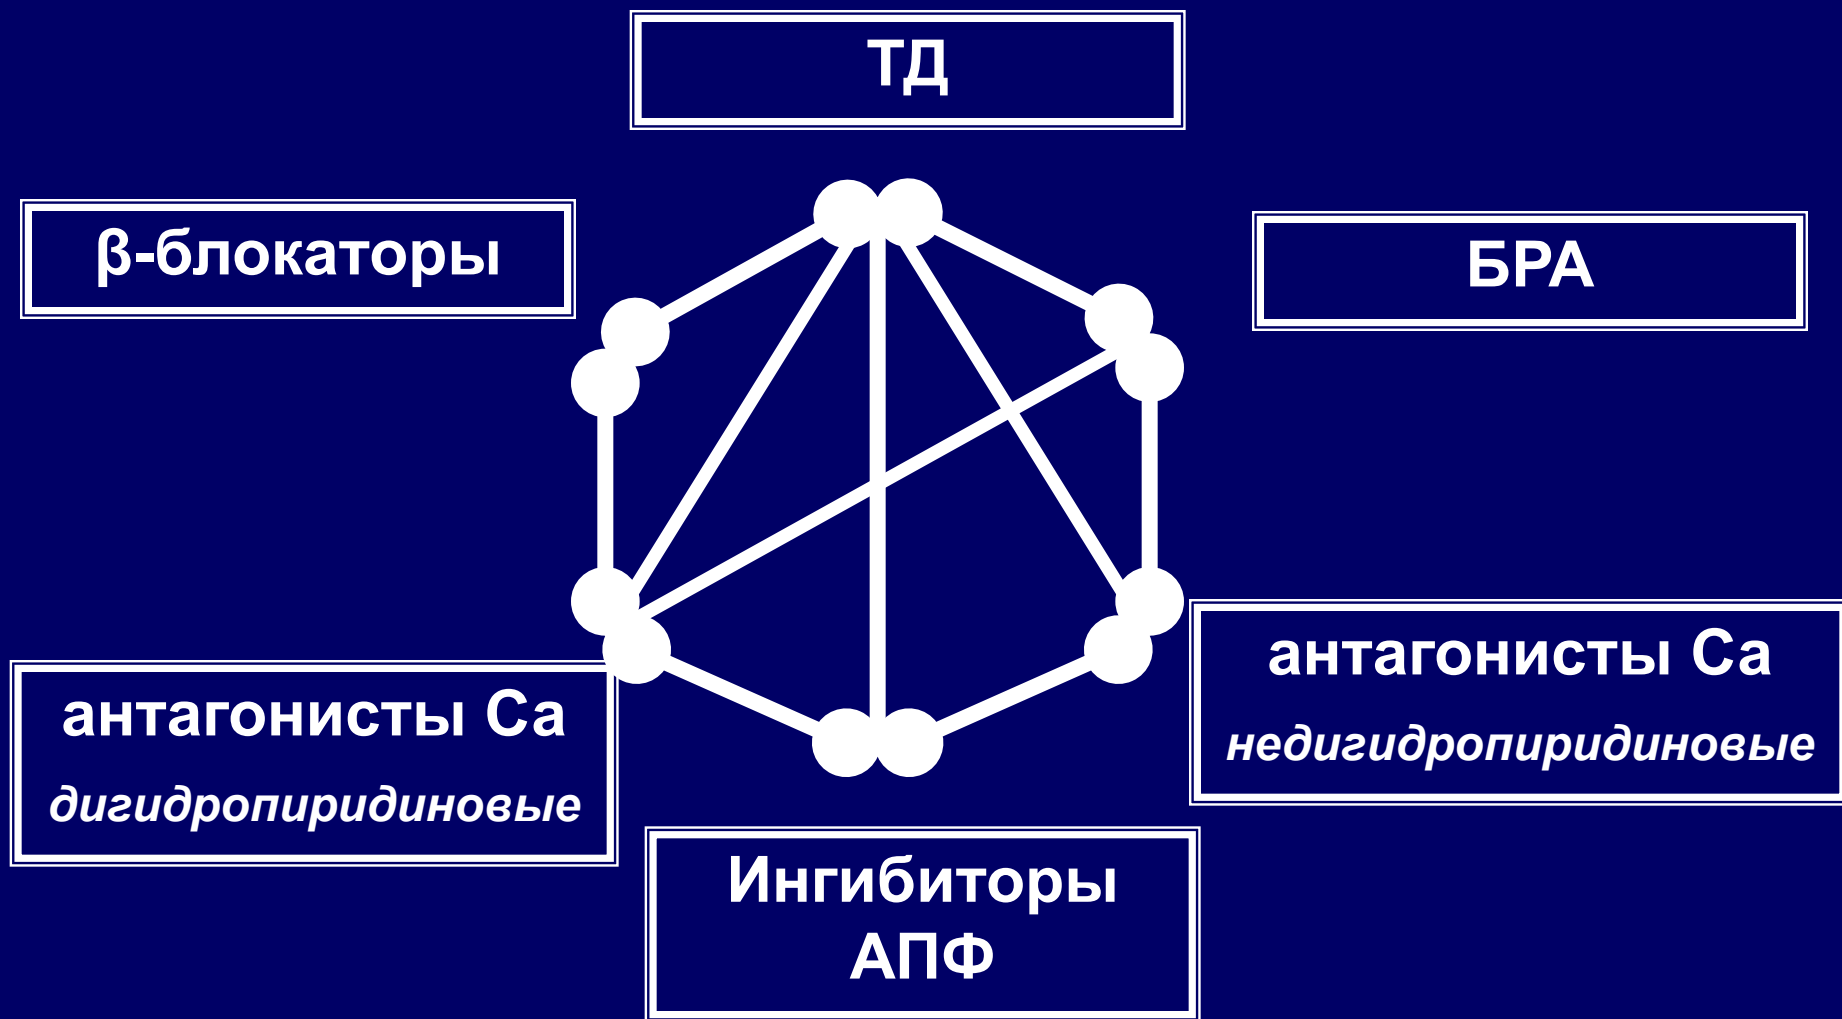 ТД
β-блокаторы
БРА
антагонисты Са
недигидропиридиновые
антагонисты Са
дигидропиридиновые
Ингибиторы
АПФ